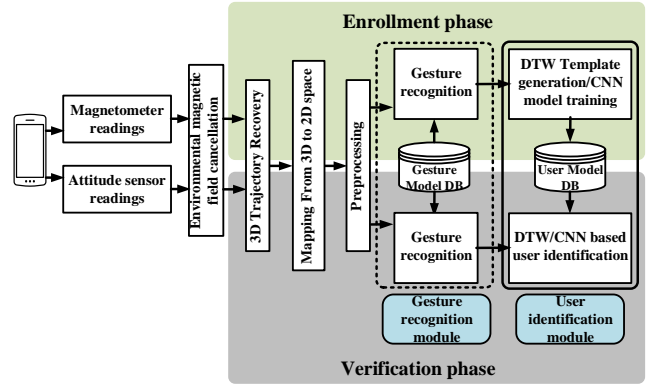 Enrollment phase
Magnetometer
readings
Attitude sensor
readings
Environmental magnetic
field cancellation
3D Trajectory Recovery
Mapping From 3D to 2D space
Preprocessing
Gesture
recognition
DTW Template
generation/CNN
model training
Gesture
Model DB
User Model
DB
Gesture
recognition
DTW/CNN based
user identification
Gesture
recognition
module
User
identification
module
Verification phase